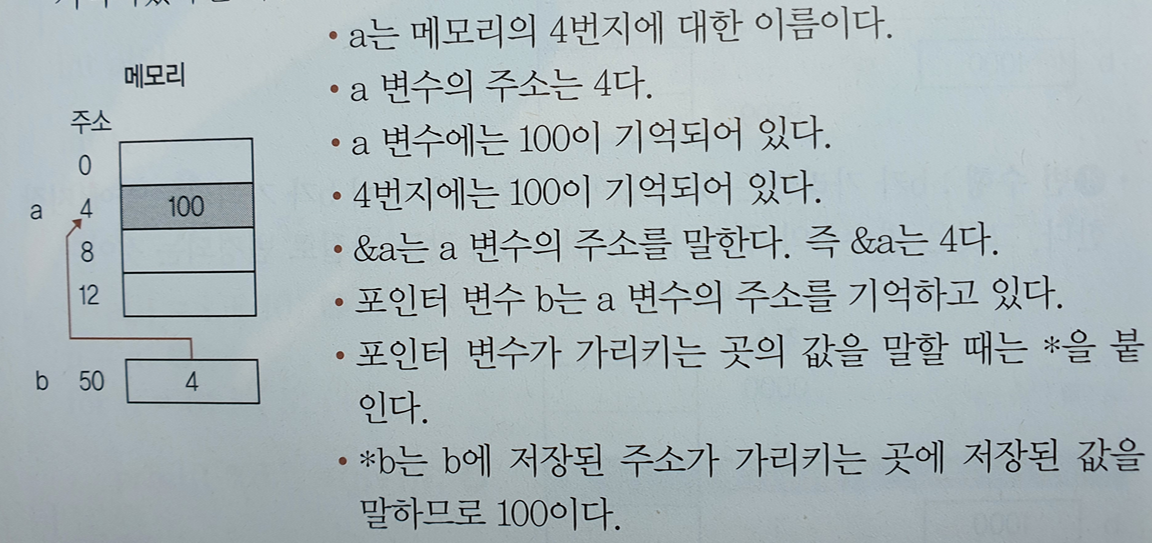 메모리
주소
0
a 4 100
8
12
b 50 4
• a는 메모리의 4번지에 대한 이름이다.
• a 변수의 주소는 4다.
• a 변수에는 100이 기억되어 있다.
• 4번지에는 100이 기억되어 있다.
• &a는 a 변수의 주소를 말한다. 즉 &a는 4다.
• 포인터 변수 b는 a 변수의 주소를 기억하고 있다.
• 포인터 변수가 가리키는 곳의 값을 말할 때는 *을 붙
인다.
• *b는 b에 저장된 주소가 가리키는 곳에 저장된 값을
말하므로 100이다.